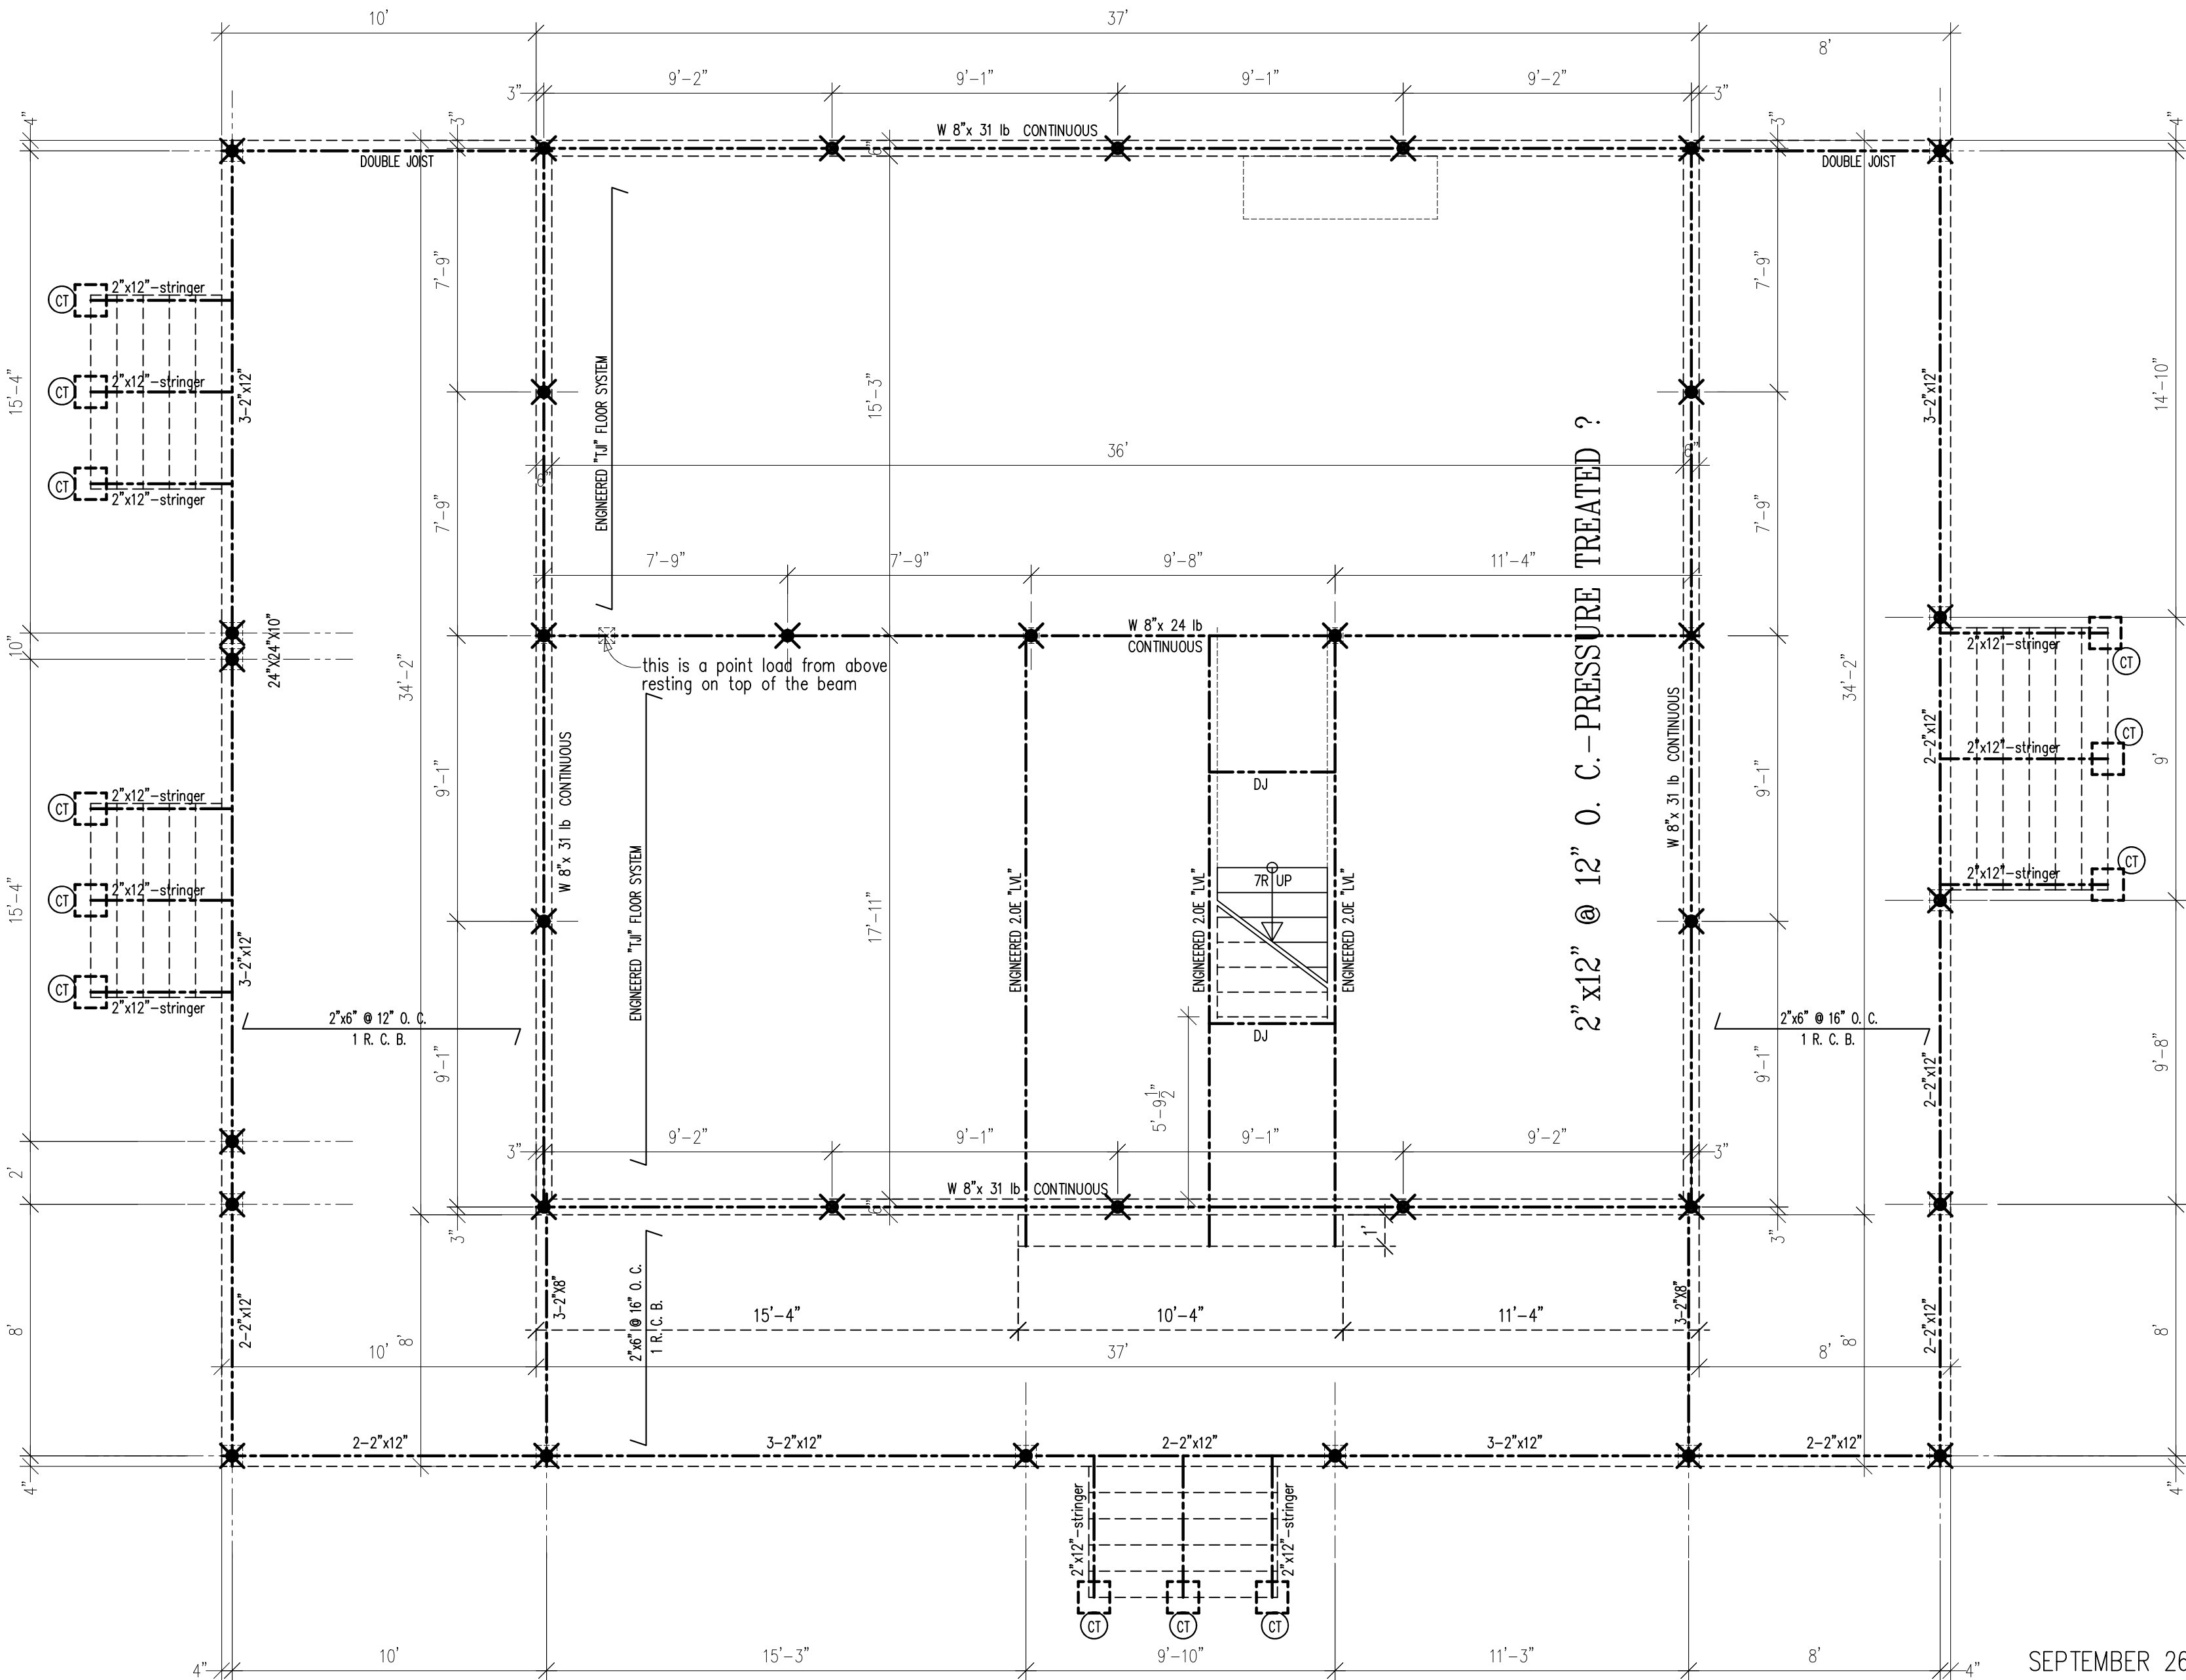 10'
37'
8'
9'-2"
9'-1"
9'-1"
9'-2"
3"
3"
4"
3"
W 8"x 31 lb CONTINUOUS
3"
4"
DOUBLE JOIST
6"
DOUBLE JOIST
7'-9"
7'-9"
2"x12"-stringer
CT
15'-4"
2"x12"-stringer
CT
3-2"x12"
ENGINEERED "TJI" FLOOR SYSTEM
15'-3"
3-2"x12"
14'-10"
2"x12"-stringer
CT
36'
6"
6"
7'-9"
7'-9"
2"x12" @ 12" O. C.-PRESSURE TREATED ?
7'-9"
7'-9"
9'-8"
11'-4"
10"
24"X24"X10"
34'-2"
W 8"x 24 lb
CONTINUOUS
this is a point load from above
resting on top of the beam
34'-2"
2"x12"-stringer
CT
W 8"x 31 lb CONTINUOUS
W 8"x 31 lb CONTINUOUS
2-2"x12"
2"x12"-stringer
CT
9'
9'-1"
9'-1"
DJ
2"x12"-stringer
CT
2"x12"-stringer
CT
15'-4"
2"x12"-stringer
CT
3-2"x12"
2"x12"-stringer
CT
ENGINEERED "TJI" FLOOR SYSTEM
17'-11"
ENGINEERED 2.0E "LVL"
ENGINEERED 2.0E "LVL"
7R UP
ENGINEERED 2.0E "LVL"
2"x6" @ 12" O. C.
1 R. C. B.
DJ
2"x6" @ 16" O. C.
1 R. C. B.
9'-1"
9'-1"
2-2"x12"
9'-8"
5'-9 1/2"
9'-2"
9'-1"
9'-1"
9'-2"
3"
3"
2'
W 8"x 31 lb CONTINUOUS
6"
3"
1'
3"
3-2"X8"
2"x6" @ 16" O. C.
1 R. C. B.
3-2"X8"
2-2"x12"
2-2"x12"
15'-4"
10'-4"
11'-4"
8'
8'
8'
8'
10'
37'
8'
2-2"x12"
3-2"x12"
2-2"x12"
3-2"x12"
2-2"x12"
4"
4"
2"x12"-stringer
2"x12"-stringer
CT
CT
CT
4"
10'
15'-3"
9'-10"
11'-3"
8'
4"
SEPTEMBER 26